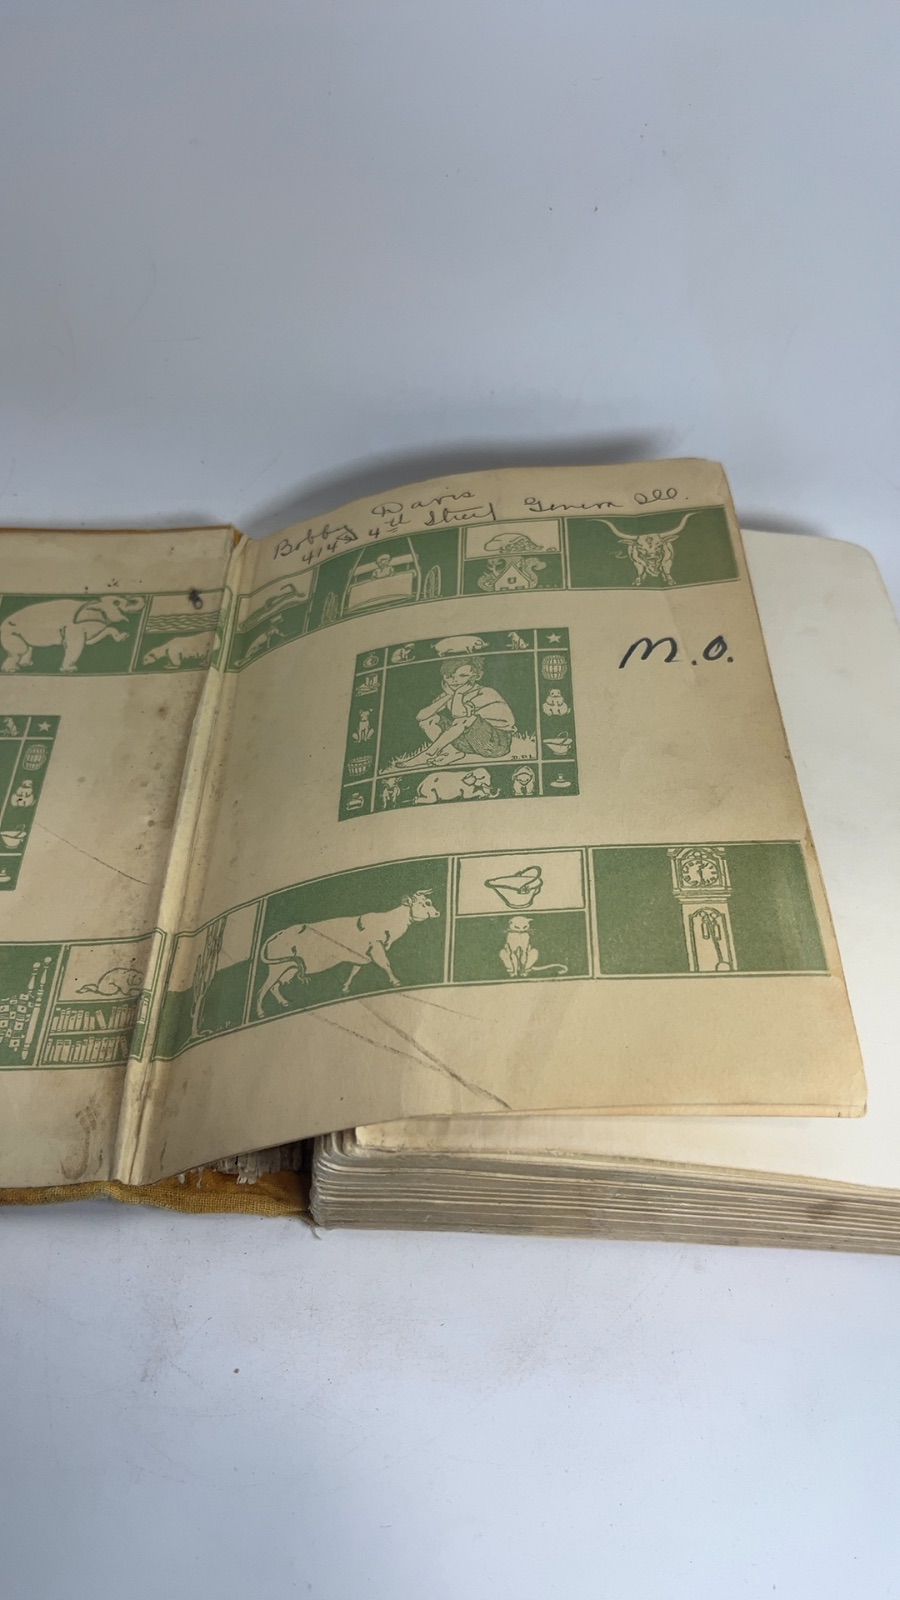 Bobby Davis
414 S 4th Street Geneva Ill.
M.O.
D.P.L.